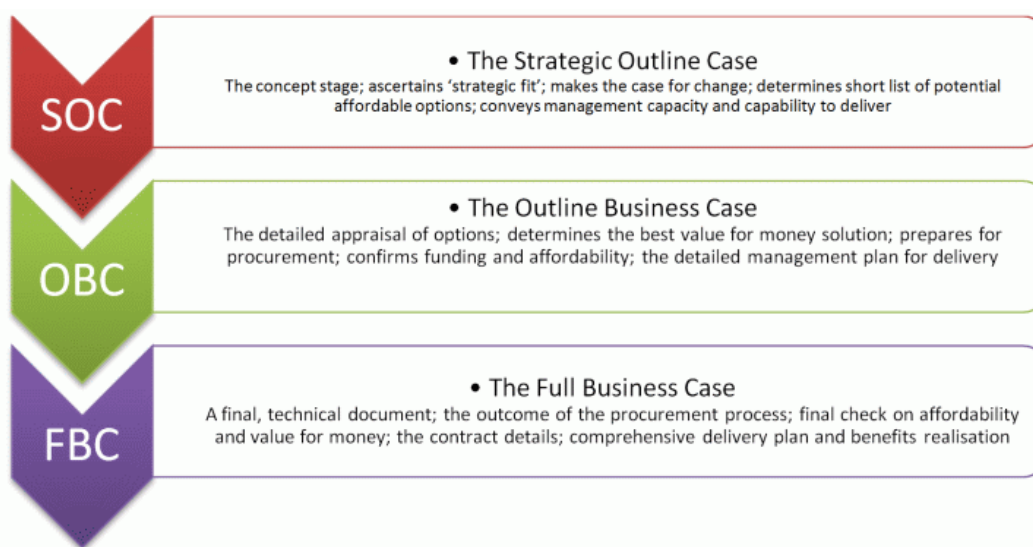 SOC
• The Strategic Outline Case
The concept stage; ascertains ‘strategic fit’; makes the case for change; determines short list of potential
affordable options; conveys management capacity and capability to deliver
OBC
• The Outline Business Case
The detailed appraisal of options; determines the best value for money solution; prepares for
procurement; confirms funding and affordability; the detailed management plan for delivery
FBC
• The Full Business Case
A final, technical document; the outcome of the procurement process; final check on affordability
and value for money; the contract details; comprehensive delivery plan and benefits realisation